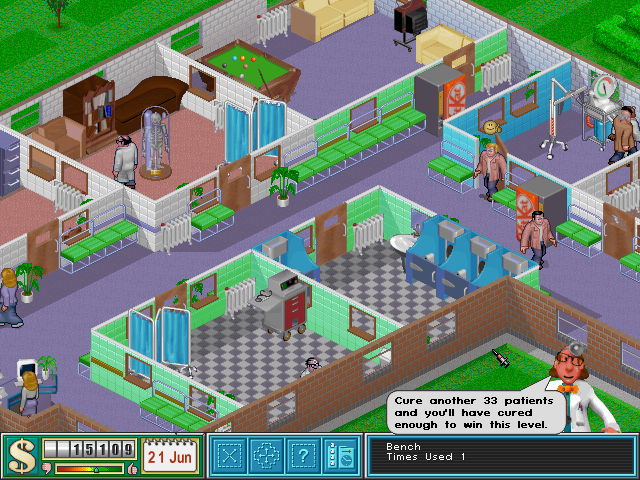 Cure another 33 patients
and you'll have cured
enough to win this level.
$
15109
21 Jun
?
Bench
Times Used 1